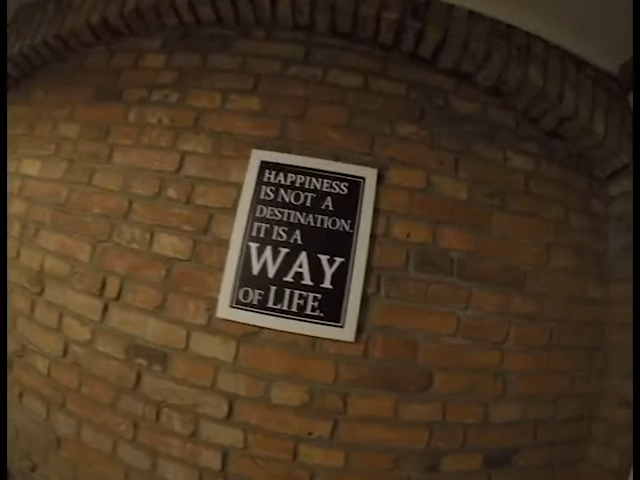 HAPPINESS
IS NOT A
DESTINATION.
IT IS A
WAY
OF LIFE.